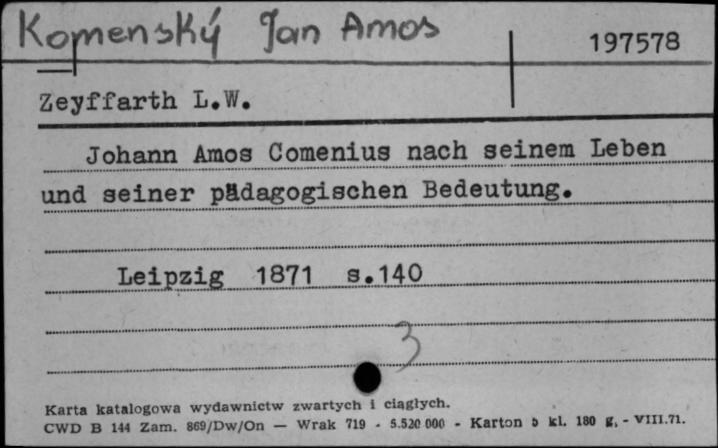 Komenský Jan Amos
197578
Zeyffarth L.W.
Johann Amos Comenius nach seinem Leben
und seiner pädagogischen Bedeutung.
Leipzig 1871 s.140
3
Karta katalogowa wydawnictw zwartych i ciągłych.
CWD B 144 Zam. 869/Dw/On — Wrak 719 - 5.520 000 - Karton b kl. 180 g. - VIII.71.